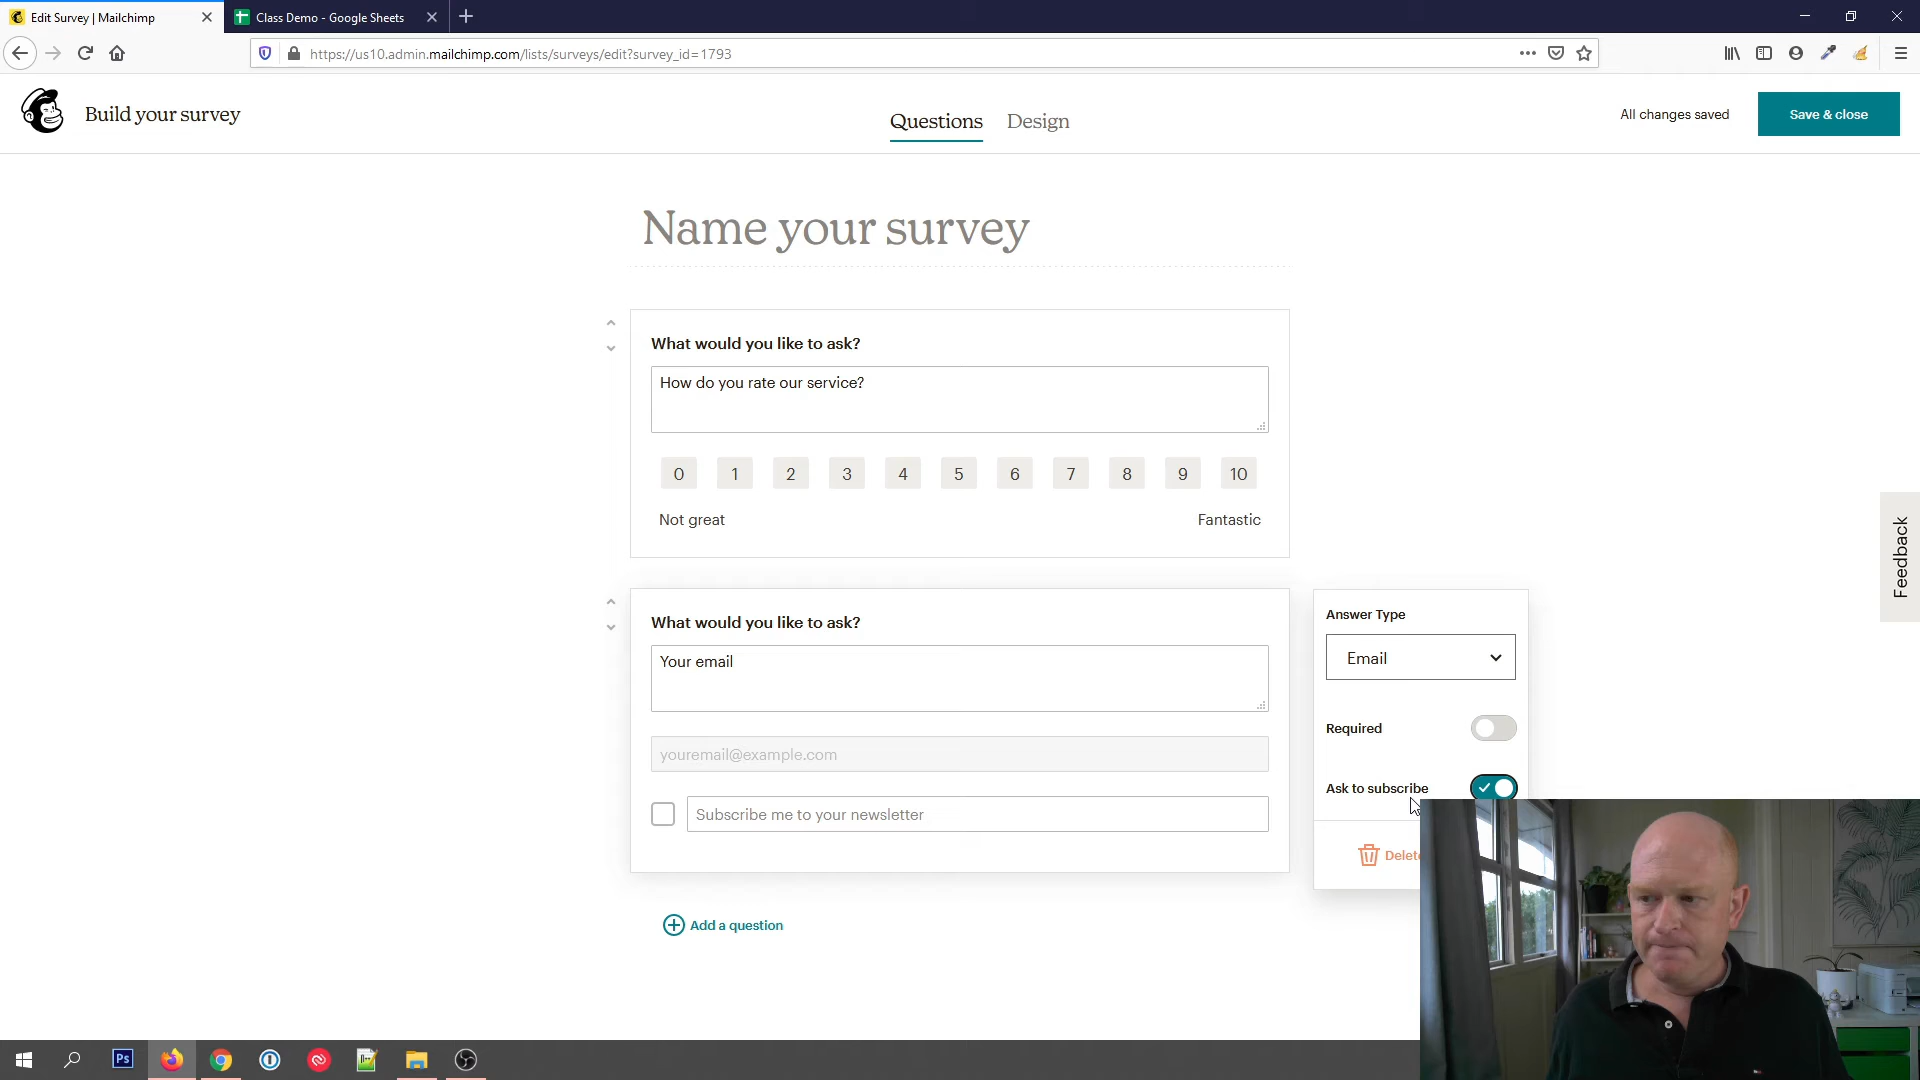 Edit Survey | Mailchimp
Class Demo - Google Sheets
https://us10.admin.mailchimp.com/lists/surveys/edit?survey_id=1793
Build your survey
Questions
Design
All changes saved
Save & close
Name your survey
What would you like to ask?
How do you rate our service?
0 1 2 3 4 5 6 7 8 9 10
Not great
Fantastic
Feedback
What would you like to ask?
Your email
youremail@example.com
Subscribe me to your newsletter
Answer Type
Email
Required
Ask to subscribe
Delete
Add a question
Ps